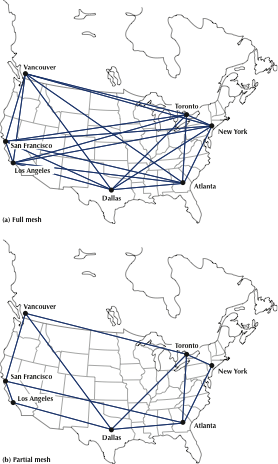 Vancouver
Toronto
New York
San Francisco
Los Angeles
Atlanta
Dallas
(a) Full mesh
Vancouver
Toronto
New York
San Francisco
Los Angeles
Atlanta
Dallas
(b) Partial mesh